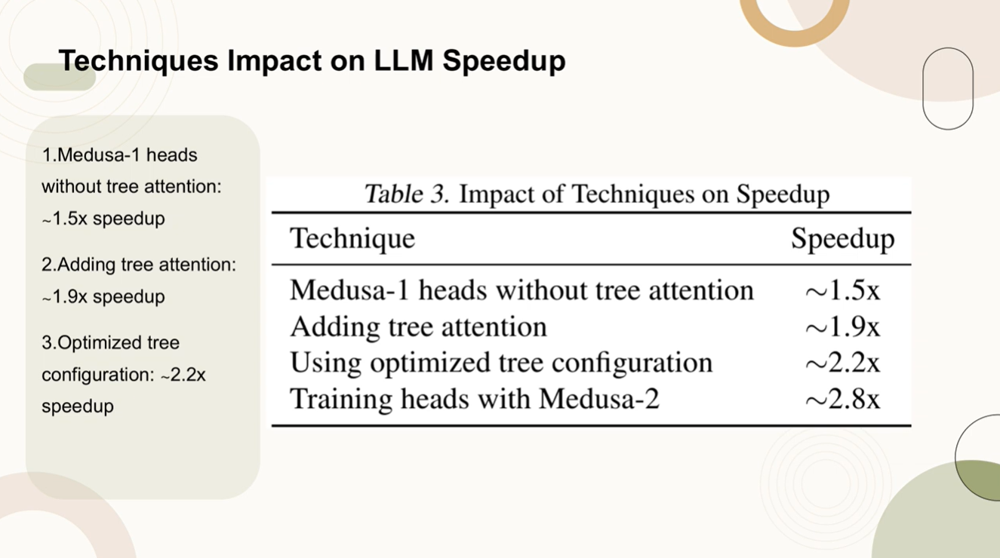 Techniques Impact on LLM Speedup
1.Medusa-1 heads
without tree attention:
~1.5x speedup
2.Adding tree attention:
~1.9x speedup
3.Optimized tree
configuration: ~2.2x
speedup
Table 3. Impact of Techniques on Speedup
Technique Speedup
Medusa-1 heads without tree attention ~1.5x
Adding tree attention ~1.9x
Using optimized tree configuration ~2.2x
Training heads with Medusa-2 ~2.8x